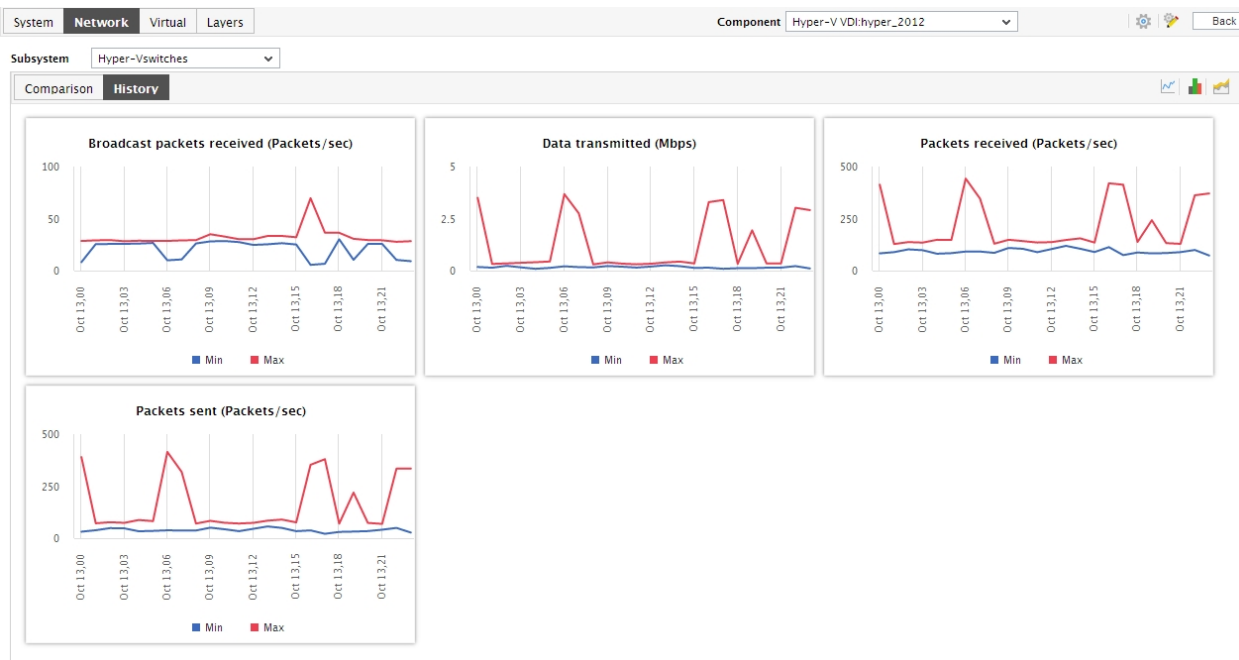 System Network Virtual Layers Component Hyper-V VDI:hyper_2012 Back
Subsystem Hyper-Vswitches
Comparison History
Broadcast packets received (Packets/sec)
100
50
0
Oct 13,00
Oct 13,03
Oct 13,06
Oct 13,09
Oct 13,12
Oct 13,15
Oct 13,18
Oct 13,21
Min Max
Data transmitted (Mbps)
5
2.5
0
Oct 13,00
Oct 13,03
Oct 13,06
Oct 13,09
Oct 13,12
Oct 13,15
Oct 13,18
Oct 13,21
Min Max
Packets received (Packets/sec)
500
250
0
Oct 13,00
Oct 13,03
Oct 13,06
Oct 13,09
Oct 13,12
Oct 13,15
Oct 13,18
Oct 13,21
Min Max
Packets sent (Packets/sec)
500
250
0
Oct 13,00
Oct 13,03
Oct 13,06
Oct 13,09
Oct 13,12
Oct 13,15
Oct 13,18
Oct 13,21
Min Max